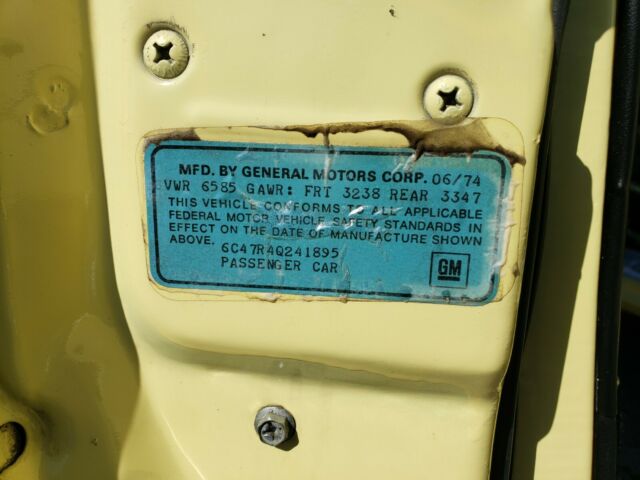 MFD. BY GENERAL MOTORS CORP. 06/74
VWR 6585 GAWR: FRT 3238 REAR 3347
THIS VEHICLE CONFORMS TO ALL APPLICABLE
FEDERAL MOTOR VEHICLE SAFETY STANDARDS IN
EFFECT ON THE DATE OF MANUFACTURE SHOWN
ABOVE. 6C47R4Q241895
PASSENGER CAR
GM